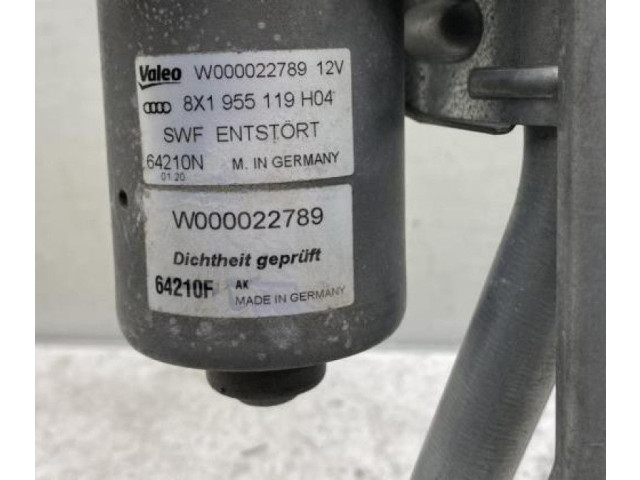 Valeo W000022789 12V
8X1 955 119 H04
SWF ENTSTÖRT
64210N M. IN GERMANY
01 20
W000022789
Dichtheit geprüft
64210F AK
MADE IN GERMANY